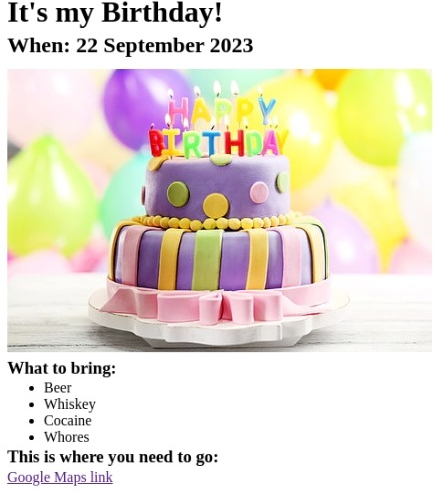 It's my Birthday!
When: 22 September 2023
HAPPY
BIRTHDAY
What to bring:
Beer
Whiskey
Cocaine
Whores
This is where you need to go:
Google Maps link